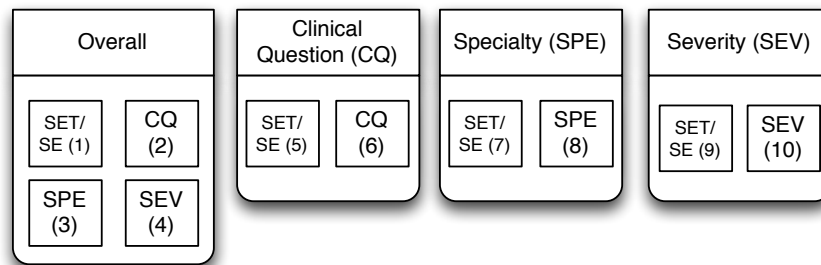 Overall
SET/
SE (1)
CQ
(2)
SPE
(3)
SEV
(4)
Clinical
Question (CQ)
SET/
SE (5)
CQ
(6)
Specialty (SPE)
SET/
SE (7)
SPE
(8)
Severity (SEV)
SET/
SE (9)
SEV
(10)